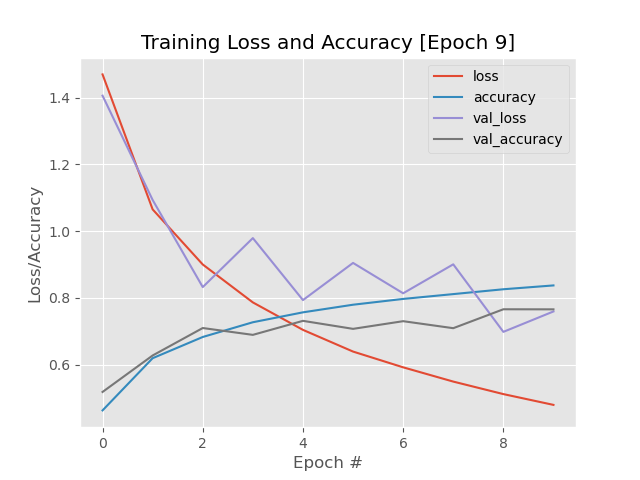 Training Loss and Accuracy [Epoch 9]
loss
accuracy
val_loss
val_accuracy
Loss/Accuracy
1.4
1.2
1.0
0.8
0.6
0 2 4 6 8
Epoch #